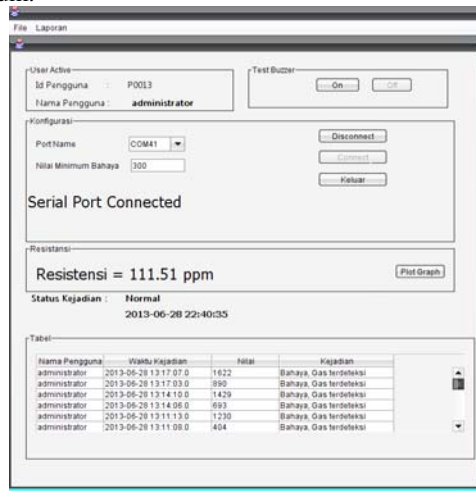 File Laporan
User Active
Id Pengguna : P0013
Nama Pengguna : administrator
Test Buzzer
On Off
Konfigurasi
Port Name COM41
Nilai Minimum Bahaya 300
Disconnect
Connect
Keluar
Serial Port Connected
Resistansi
Resistensi = 111.51 ppm
Plot Graph
Status Kejadian : Normal
2013-06-28 22:40:35
Tabel
Nama Pengguna Waktu Kejadian Nilai Kejadian
administrator 2013-06-28 13:17:07.0 1622 Bahaya, Gas terdeteksi
administrator 2013-06-28 13:17:03.0 890 Bahaya, Gas terdeteksi
administrator 2013-06-28 13:14:10.0 1429 Bahaya, Gas terdeteksi
administrator 2013-06-28 13:14:06.0 693 Bahaya, Gas terdeteksi
administrator 2013-06-28 13:11:13.0 1230 Bahaya, Gas terdeteksi
administrator 2013-06-28 13:11:09.0 404 Bahaya, Gas terdeteksi